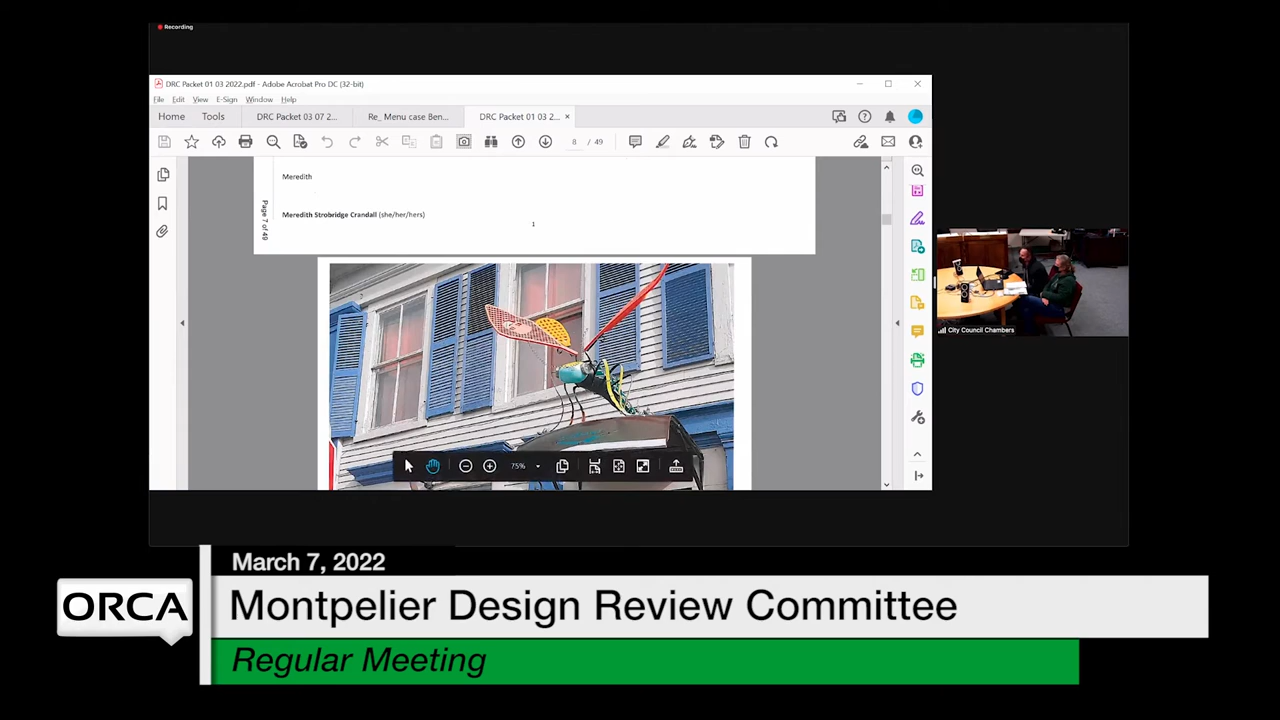 Recording
DRC Packet 01 03 2022.pdf - Adobe Acrobat Pro DC (32-bit)
File Edit View E-Sign Window Help
Home Tools DRC Packet 03 07 2... Re_ Menu case Ben... DRC Packet 01 03 2... ×
8 / 49
Meredith
Page 7 of 49
Meredith Strobridge Crandall (she/her/hers)
1
City Council Chambers
75%
March 7, 2022
ORCA
Montpelier Design Review Committee
Regular Meeting